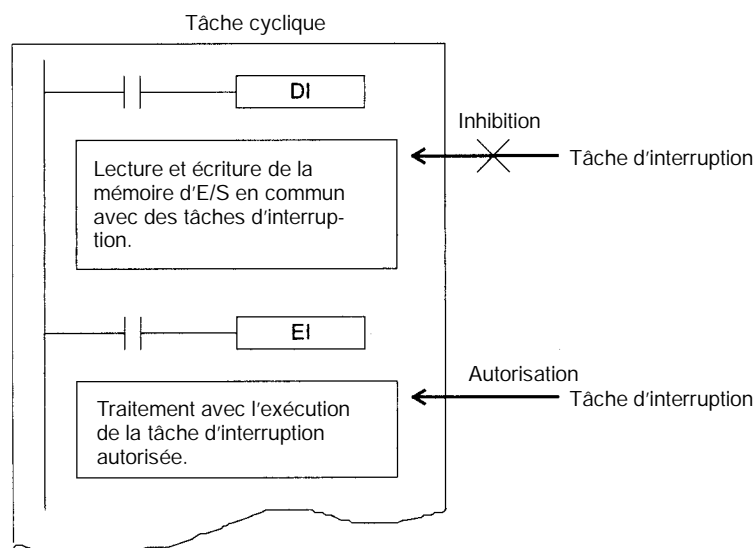 Tâche cyclique
DI
Inhibition
Tâche d'interruption
Lecture et écriture de la
mémoire d'E/S en commun
avec des tâches d'interrup-
tion.
EI
Autorisation
Tâche d'interruption
Traitement avec l'exécution
de la tâche d'interruption
autorisée.